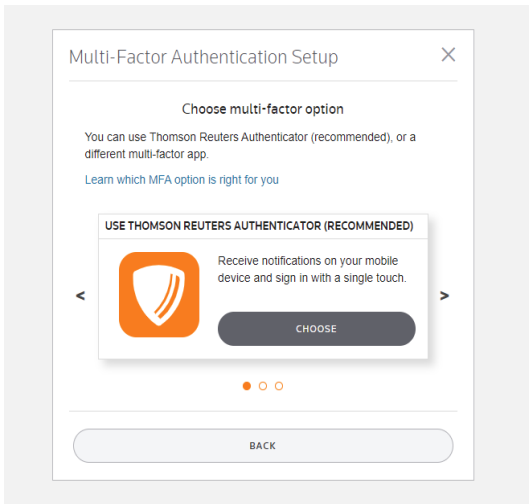 Multi-Factor Authentication Setup
Choose multi-factor option
You can use Thomson Reuters Authenticator (recommended), or a
different multi-factor app.
Learn which MFA option is right for you
USE THOMSON REUTERS AUTHENTICATOR (RECOMMENDED)
Receive notifications on your mobile
device and sign in with a single touch.
CHOOSE
BACK